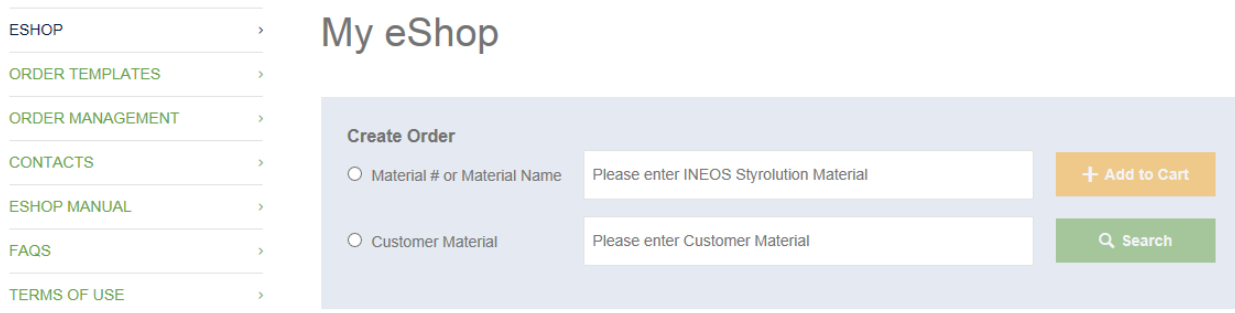 ESHOP
ORDER TEMPLATES
ORDER MANAGEMENT
CONTACTS
ESHOP MANUAL
FAQS
TERMS OF USE
My eShop
Create Order
Material # or Material Name
Please enter INEOS Styrolution Material
Add to Cart
Customer Material
Please enter Customer Material
Search